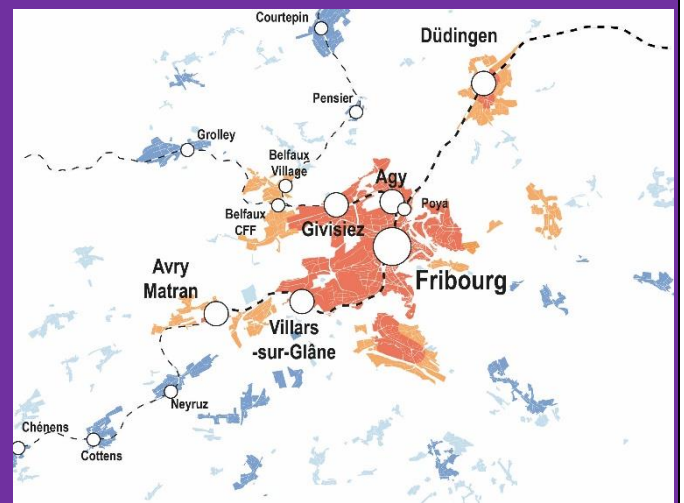 Courtepin
Düdingen
Pensier
Grolley
Belfaux
Village
Agy
Poya
Belfaux
CFF
Givisiez
Avry
Matran
Fribourg
Villars
-sur-Glâne
Neyruz
Chénens
Cottens